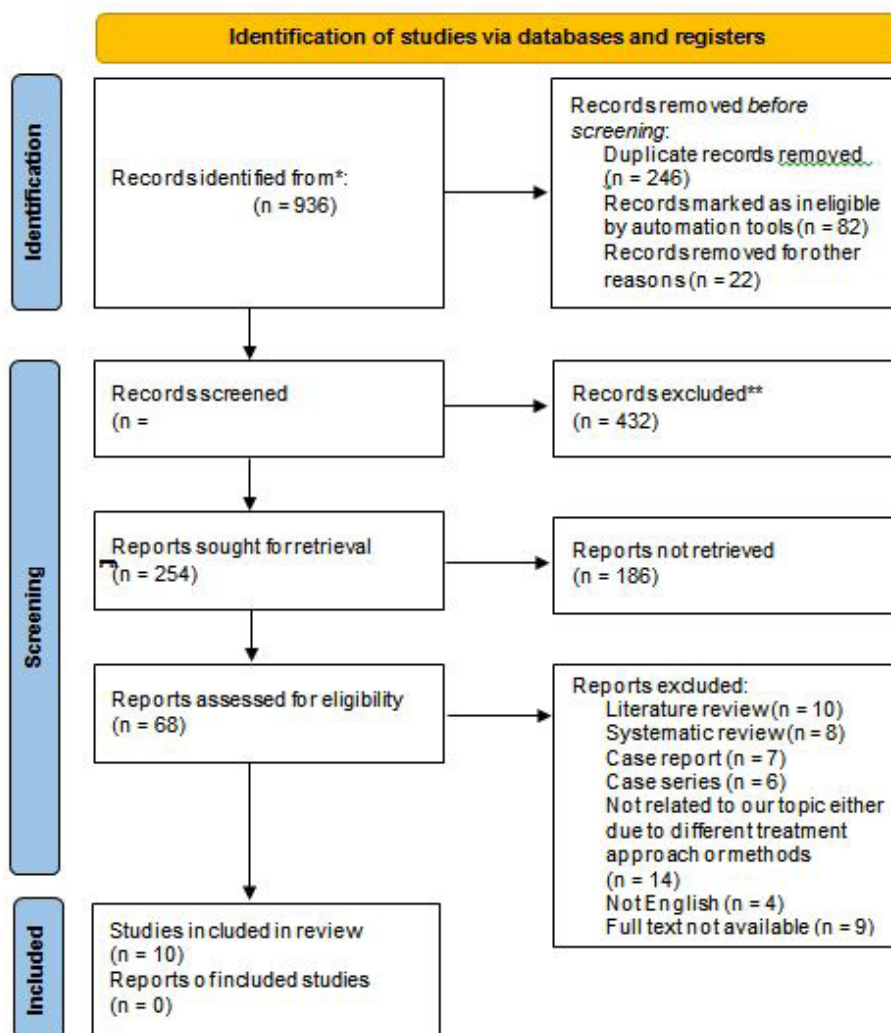 Identification of studies via databases and registers
Identification
Records identified from*:
(n = 936)
Records removed before
screening:
Duplicate records removed
(n = 246)
Records marked as ineligible
by automation tools (n = 82)
Records removed for other
reasons (n = 22)
Screening
Records screened
(n =
Records excluded**
(n = 432)
Reports sought for retrieval
(n = 254)
Reports not retrieved
(n = 186)
Reports assessed for eligibility
(n = 68)
Reports excluded:
Literature review (n = 10)
Systematic review (n = 8)
Case report (n = 7)
Case series (n = 6)
Not related to our topic either
due to different treatment
approach or methods
(n = 14)
Not English (n = 4)
Full text not available (n = 9)
Included
Studies included in review
(n = 10)
Reports of included studies
(n = 0)